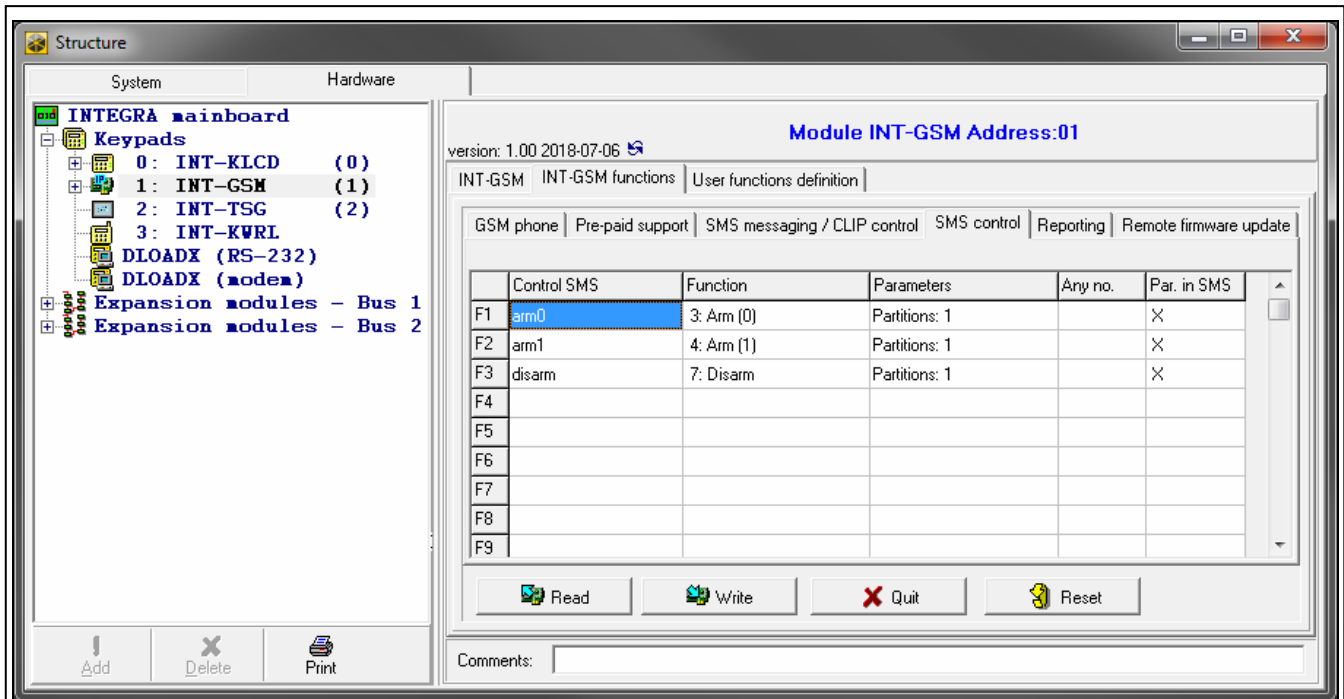 Structure
System Hardware
INTEGRA mainboard
Keypads
0: INT-KLCD (0)
1: INT-GSM (1)
2: INT-TSG (2)
3: INT-KWRL
DLOADX (RS-232)
DLOADX (modem)
Expansion modules - Bus 1
Expansion modules - Bus 2
Add Delete Print
Module INT-GSM Address:01
version: 1.00 2018-07-06
INT-GSM INT-GSM functions User functions definition
GSM phone Pre-paid support SMS messaging / CLIP control SMS control Reporting Remote firmware update
Control SMS Function Parameters Any no. Par. in SMS
F1 arm0 3: Arm (0) Partitions: 1 X
F2 arm1 4: Arm (1) Partitions: 1 X
F3 disarm 7: Disarm Partitions: 1 X
F4
F5
F6
F7
F8
F9
Read Write Quit Reset
Comments: